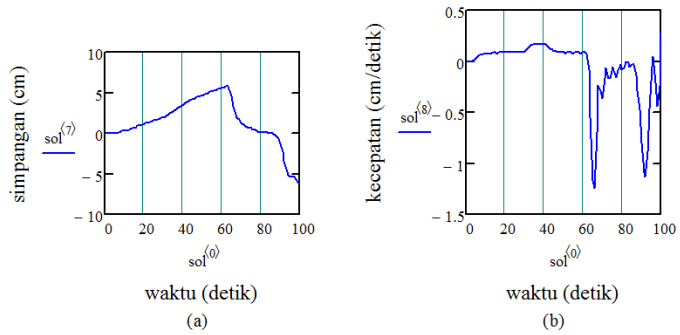 simpangan (cm)
sol⟨7⟩
10
5
0
− 5
− 10
0 20 40 60 80 100
sol⟨0⟩
waktu (detik)
(a)
kecepatan (cm/detik)
sol⟨8⟩
0.5
0
− 0.5
− 1
− 1.5
0 20 40 60 80 100
sol⟨0⟩
waktu (detik)
(b)